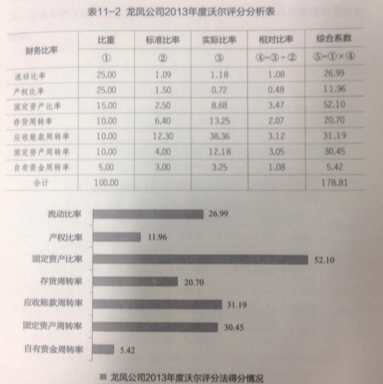 表11-2 龙凤公司2013年度沃尔评分分析表
财务比率 比重 标准比率 实际比率 相对比率 综合系数
① ② ③ ④=③÷② ⑤=①×④
流动比率 25.00 1.09 1.18 1.08 26.99
产权比率 25.00 1.50 0.72 0.48 11.96
固定资产比率 15.00 2.50 8.68 3.47 52.10
存货周转率 10.00 6.40 13.25 2.07 20.70
应收账款周转率 10.00 12.30 38.36 3.12 31.19
固定资产周转率 10.00 4.00 12.18 3.05 30.45
自有资金周转率 5.00 3.00 3.25 1.08 5.42
合计 100.00 178.81
流动比率 26.99
产权比率 11.96
固定资产比率 52.10
存货周转率 20.70
应收账款周转率 31.19
固定资产周转率 30.45
自有资金周转率 5.42
龙凤公司2013年度沃尔评分法得分情况